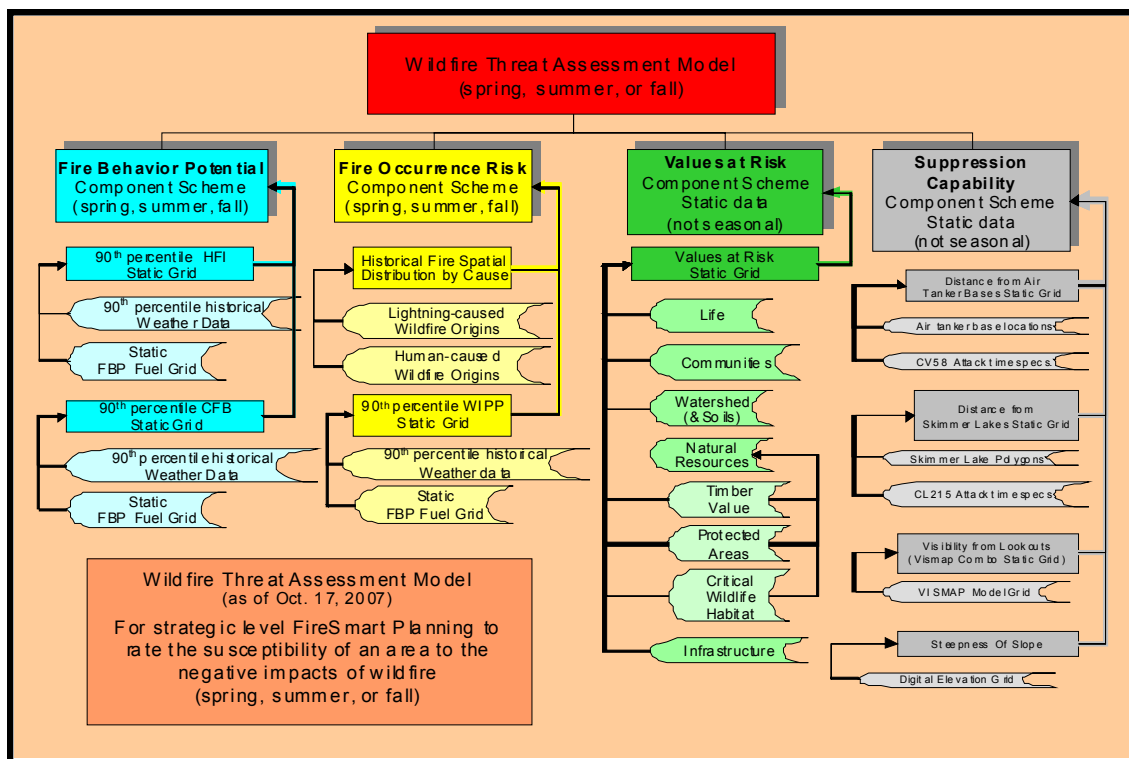 Wildfire Threat Assessment Model
(spring, summer, or fall)
Fire Behavior Potential
Component Scheme
(spring, summer, fall)
90th percentile HFI
Static Grid
90th percentile historical
Weather Data
Static
FBP Fuel Grid
90th percentile CFB
Static Grid
90th percentile historical
Weather Data
Static
FBP Fuel Grid
Fire Occurrence Risk
Component Scheme
(spring, summer, fall)
Historical Fire Spatial
Distribution by Cause
Lightning-caused
Wildfire Origins
Human-caused
Wildfire Origins
90th percentile WIPP
Static Grid
90th percentile historical
Weather data
Static
FBP Fuel Grid
Values at Risk
Component Scheme
Static data
(not seasonal)
Values at Risk
Static Grid
Life
Communities
Watershed
(& Soils)
Natural
Resources
Timber
Value
Protected
Areas
Critical
Wildlife
Habitat
Infrastructure
Suppression
Capability
Component Scheme
Static data
(not seasonal)
Distance from Air
Tanker Bases Static Grid
Air tanker base locations
CV58 Attack time specs.
Distance from
Skimmer Lakes Static Grid
Skimmer Lake Polygons
CL215 Attack time specs
Visibility from Lookouts
(Vismap Combo Static Grid)
VISMAP Model Grid
Steepness Of Slope
Digital Elevation Grid
Wildfire Threat Assessment Model
(as of Oct. 17, 2007)
For strategic level FireSmart Planning to
rate the susceptibility of an area to the
negative impacts of wildfire
(spring, summer, or fall)